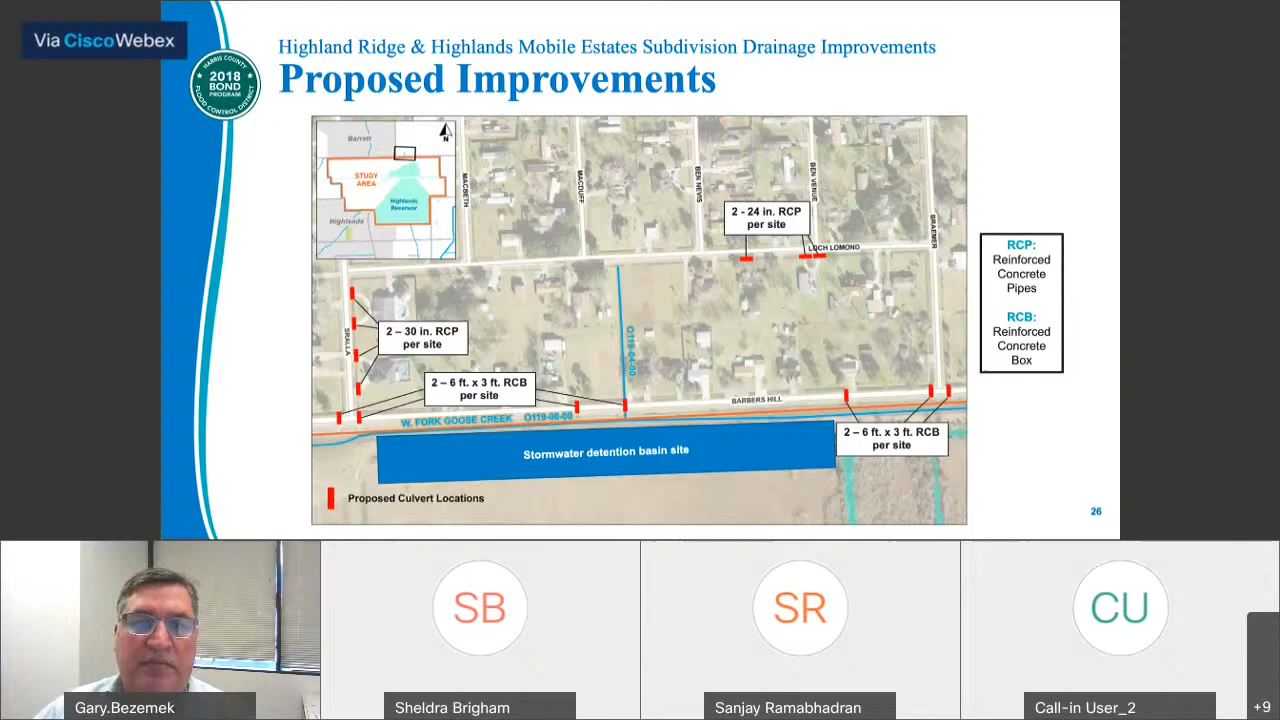 Via Cisco Webex
HARRIS COUNTY
2018
BOND
PROGRAM
FLOOD CONTROL DISTRICT
Highland Ridge & Highlands Mobile Estates Subdivision Drainage Improvements
Proposed Improvements
Barrett
N
STUDY
AREA
Highlands
Reservoir
Highlands
MACBETH
MACDUFF
BEN NEVIS
BEN VENUE
BRAEMER
2 - 24 in. RCP
per site
LOCH LOMOND
RCP:
Reinforced
Concrete
Pipes
RCB:
Reinforced
Concrete
Box
SRALLA
2 – 30 in. RCP
per site
O119-04-00
2 – 6 ft. x 3 ft. RCB
per site
BARBERS HILL
W. FORK GOOSE CREEK O119-00-00
2 – 6 ft. x 3 ft. RCB
per site
Stormwater detention basin site
Proposed Culvert Locations
26
SB
SR
CU
Gary.Bezemek
Sheldra Brigham
Sanjay Ramabhadran
Call-in User_2
+9